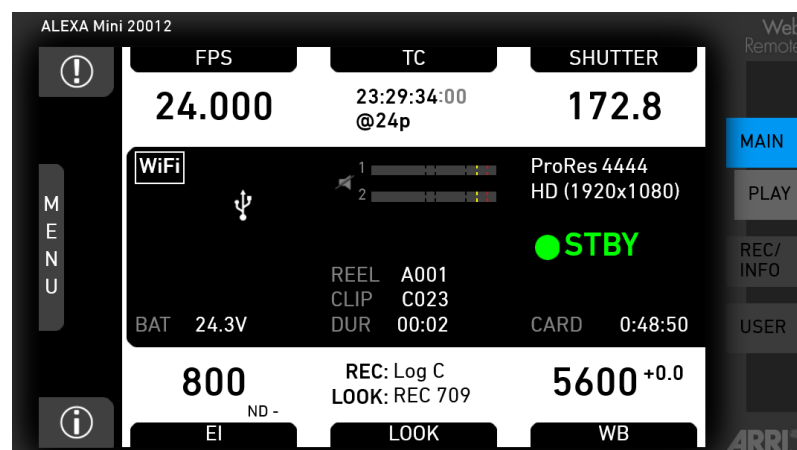 ALEXA Mini 20012
Web
Remote
FPS
TC
SHUTTER
24.000
23:29:34:00
@24p
172.8
MAIN
WiFi
1
2
ProRes 4444
HD (1920x1080)
PLAY
MENU
STBY
REC/
INFO
REEL A001
CLIP C023
DUR 00:02
BAT 24.3V
CARD 0:48:50
USER
800
ND -
REC: Log C
LOOK: REC 709
5600 +0.0
EI
LOOK
WB
ARRI